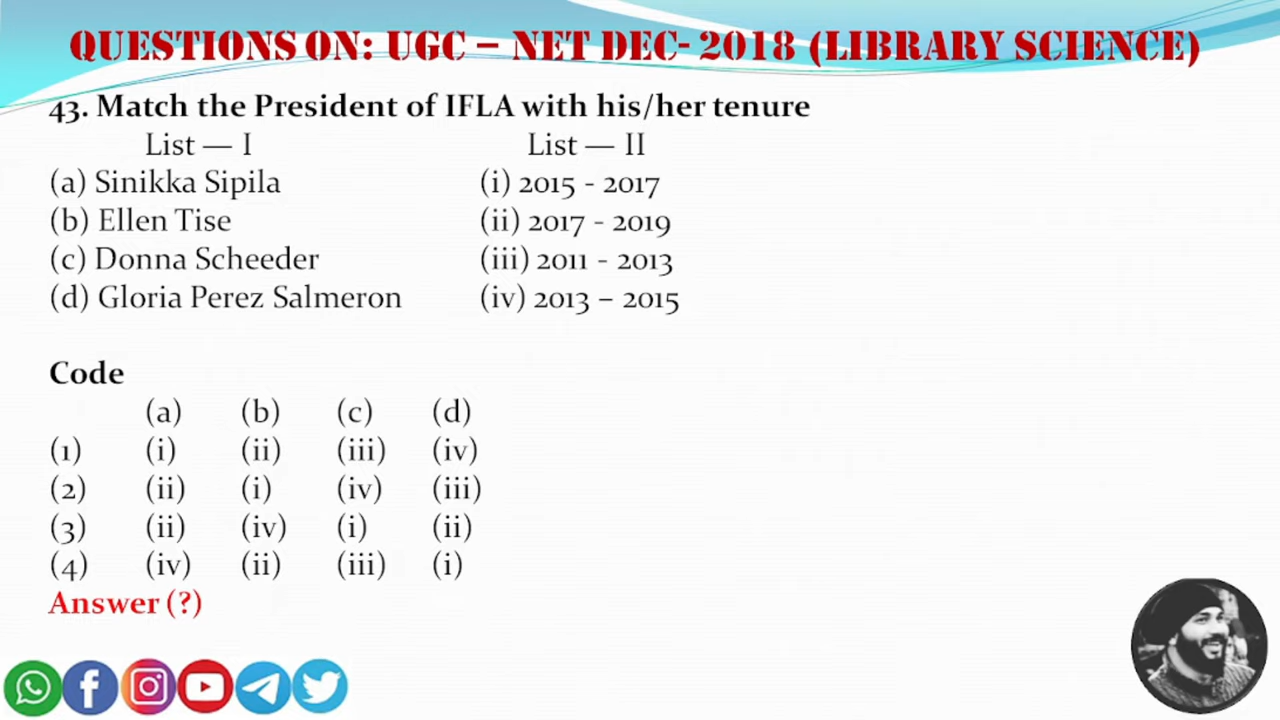 QUESTIONS ON: UGC – NET DEC- 2018 (LIBRARY SCIENCE)
43. Match the President of IFLA with his/her tenure
List — I List — II
(a) Sinikka Sipila (i) 2015 - 2017
(b) Ellen Tise (ii) 2017 - 2019
(c) Donna Scheeder (iii) 2011 - 2013
(d) Gloria Perez Salmeron (iv) 2013 – 2015
Code
(a) (b) (c) (d)
(1) (i) (ii) (iii) (iv)
(2) (ii) (i) (iv) (iii)
(3) (ii) (iv) (i) (ii)
(4) (iv) (ii) (iii) (i)
Answer (?)